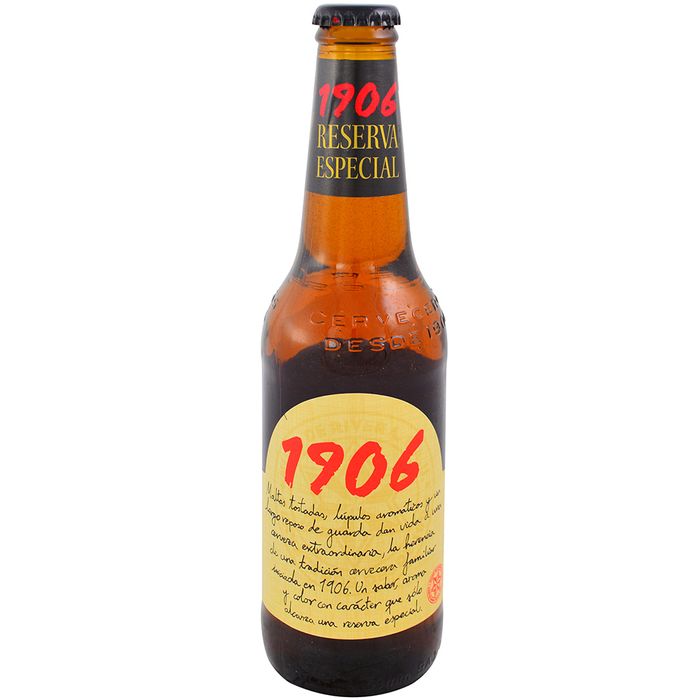 1906
RESERVA
ESPECIAL
CERVECER
DESDE 19
1906
Maltas tostadas, lúpulos aromáticos y un
largo reposo de guarda dan vida a una
cerveza extraordinaria, la herencia
de una tradición cervecera familiar
iniciada en 1906. Un sabor, aroma
y color con carácter que sólo
alcanza una reserva especial.